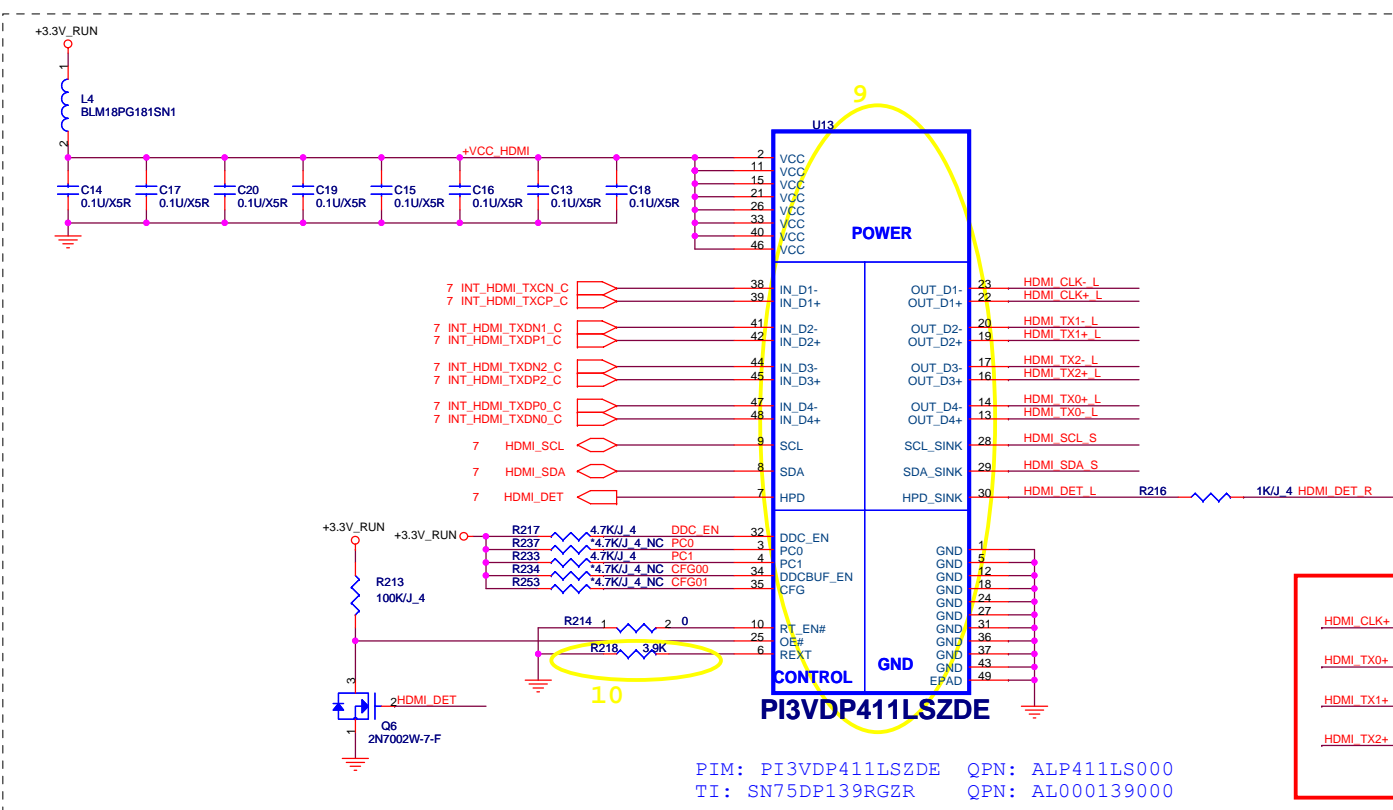 +3.3V_RUN
1
L4
BLM18PG181SN1
2
+VCC_HDMI
C14
0.1U/X5R
C17
0.1U/X5R
C20
0.1U/X5R
C19
0.1U/X5R
C15
0.1U/X5R
C16
0.1U/X5R
C13
0.1U/X5R
C18
0.1U/X5R
9
U13
2 VCC
11 VCC
15 VCC
21 VCC
26 VCC
33 VCC
40 VCC
46 VCC
POWER
7 INT_HDMI_TXCN_C 38 IN_D1- OUT_D1- 23 HDMI_CLK-_L
7 INT_HDMI_TXCP_C 39 IN_D1+ OUT_D1+ 22 HDMI_CLK+_L
7 INT_HDMI_TXDN1_C 41 IN_D2- OUT_D2- 20 HDMI_TX1-_L
7 INT_HDMI_TXDP1_C 42 IN_D2+ OUT_D2+ 19 HDMI_TX1+_L
7 INT_HDMI_TXDN2_C 44 IN_D3- OUT_D3- 17 HDMI_TX2-_L
7 INT_HDMI_TXDP2_C 45 IN_D3+ OUT_D3+ 16 HDMI_TX2+_L
7 INT_HDMI_TXDP0_C 47 IN_D4- OUT_D4- 14 HDMI_TX0+_L
7 INT_HDMI_TXDN0_C 48 IN_D4+ OUT_D4+ 13 HDMI_TX0-_L
7 HDMI_SCL 9 SCL SCL_SINK 28 HDMI_SCL_S
7 HDMI_SDA 8 SDA SDA_SINK 29 HDMI_SDA_S
7 HDMI_DET 7 HPD HPD_SINK 30 HDMI_DET_L R216 1K/J_4 HDMI_DET_R
+3.3V_RUN
+3.3V_RUN
R217 4.7K/J_4 DDC_EN 32 DDC_EN
R237 *4.7K/J_4_NC PC0 3 PC0
R233 4.7K/J_4 PC1 4 PC1
R234 *4.7K/J_4_NC CFG00 34 DDCBUF_EN
R253 *4.7K/J_4_NC CFG01 35 CFG
GND 1
GND 5
GND 12
GND 18
GND 24
GND 27
GND 31
GND 36
GND 37
GND 43
EPAD 49
R213
100K/J_4
R214 1 2 0 10 RT_EN#
25 OE#
R218 3.9K 6 REXT
10
CONTROL
GND
PI3VDP411LSZDE
3
2 HDMI_DET
Q6
2N7002W-7-F
1
HDMI_CLK+
HDMI_TX0+
HDMI_TX1+
HDMI_TX2+
PIM: PI3VDP411LSZDE QPN: ALP411LS000
TI: SN75DP139RGZR QPN: AL000139000